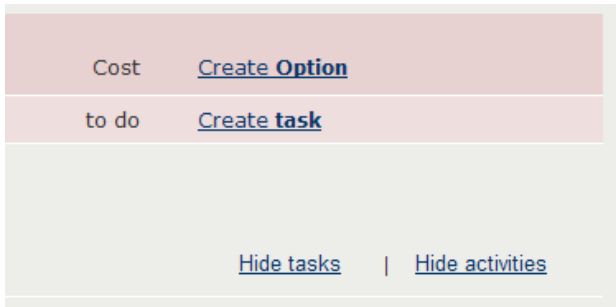 Cost Create Option
to do Create task
Hide tasks | Hide activities